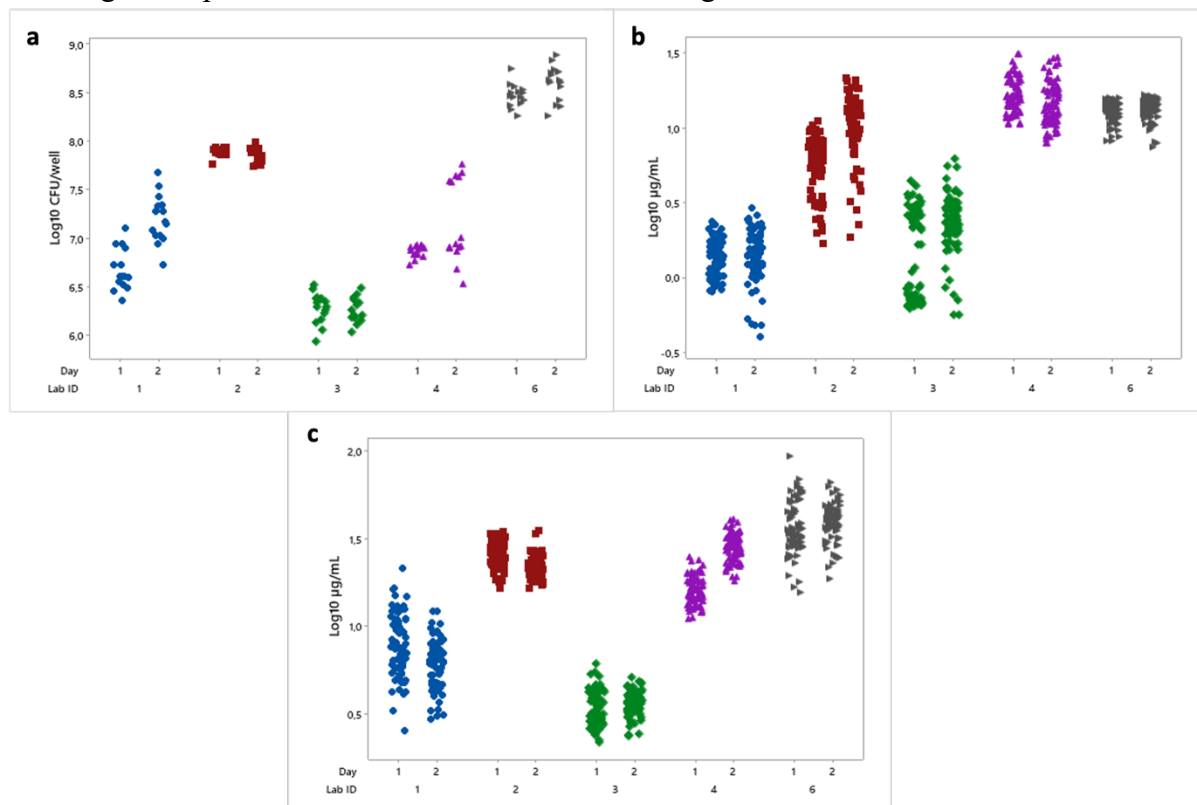 a
9,0
8,5
8,0
7,5
7,0
6,5
6,0
Log10 CFU/well
Day 1 2 1 2 1 2 1 2 1 2
Lab ID 1 2 3 4 6
b
1,5
1,0
0,5
0,0
-0,5
Log10 µg/mL
Day 1 2 1 2 1 2 1 2 1 2
Lab ID 1 2 3 4 6
c
2,0
1,5
1,0
0,5
Log10 µg/mL
Day 1 2 1 2 1 2 1 2 1 2
Lab ID 1 2 3 4 6